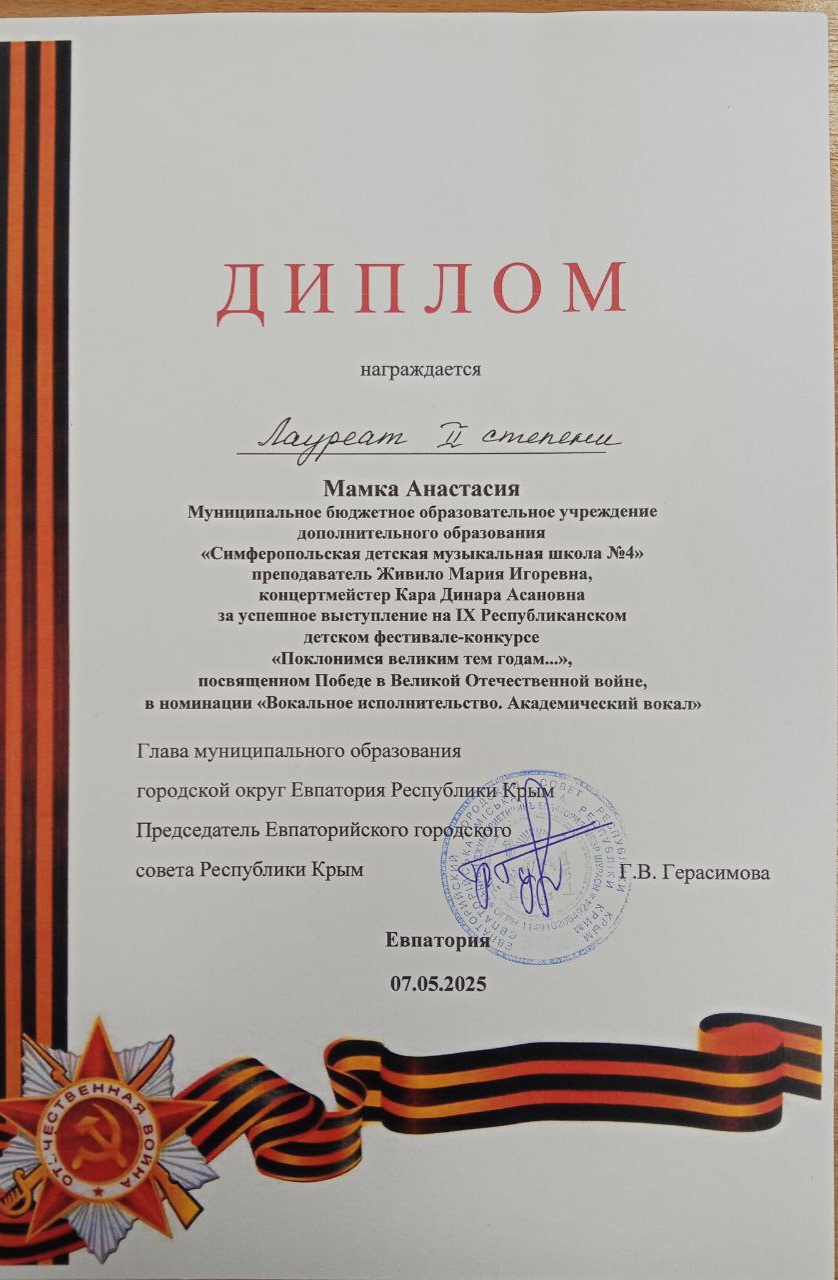 ДИПЛОМ
награждается
Лауреат II степени
Мамка Анастасия
Муниципальное бюджетное образовательное учреждение
дополнительного образования
«Симферопольская детская музыкальная школа №4»
преподаватель Живило Мария Игоревна,
концертмейстер Кара Динара Асановна
за успешное выступление на IX Республиканском
детском фестивале-конкурсе
«Поклонимся великим тем годам...»,
посвященном Победе в Великой Отечественной войне,
в номинации «Вокальное исполнительство. Академический вокал»
Глава муниципального образования
городской округ Евпатория Республики Крым
Председатель Евпаторийского городского
совета Республики Крым
Г.В. Герасимова
Евпатория
07.05.2025
ОТЕЧЕСТВЕННАЯ ВОЙНА